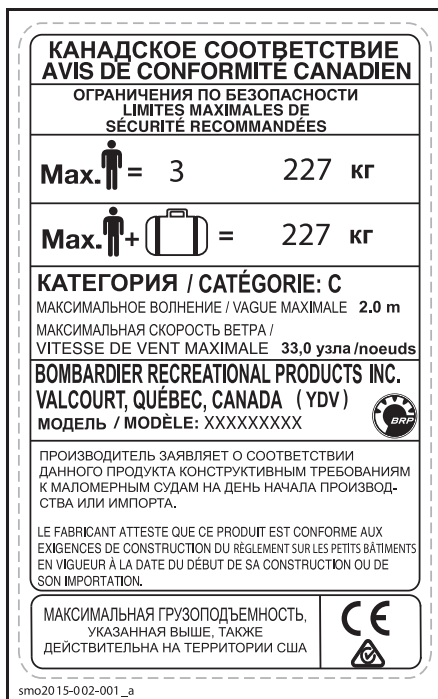 КАНАДСКОЕ СООТВЕТСТВИЕ
AVIS DE CONFORMITÉ CANADIEN
ОГРАНИЧЕНИЯ ПО БЕЗОПАСНОСТИ
LIMITES MAXIMALES DE
SÉCURITÉ RECOMMANDÉES
Max. = 3 227 кг
Max. + = 227 кг
КАТЕГОРИЯ / CATÉGORIE: C
МАКСИМАЛЬНОЕ ВОЛНЕНИЕ / VAGUE MAXIMALE 2.0 m
МАКСИМАЛЬНАЯ СКОРОСТЬ ВЕТРА /
VITESSE DE VENT MAXIMALE 33,0 узла/noeuds
BOMBARDIER RECREATIONAL PRODUCTS INC.
VALCOURT, QUÉBEC, CANADA (YDV)
МОДЕЛЬ / MODÈLE: XXXXXXXXX
BRP
ПРОИЗВОДИТЕЛЬ ЗАЯВЛЯЕТ О СООТВЕТСТВИИ
ДАННОГО ПРОДУКТА КОНСТРУКТИВНЫМ ТРЕБОВАНИЯМ
К МАЛОМЕРНЫМ СУДАМ НА ДЕНЬ НАЧАЛА ПРОИЗВОД-
СТВА ИЛИ ИМПОРТА.
LE FABRICANT ATTESTE QUE CE PRODUIT EST CONFORME AUX
EXIGENCES DE CONSTRUCTION DU RÈGLEMENT SUR LES PETITS BÂTIMENTS
EN VIGUEUR À LA DATE DU DÉBUT DE SA CONSTRUCTION OU DE
SON IMPORTATION.
МАКСИМАЛЬНАЯ ГРУЗОПОДЪЕМНОСТЬ,
УКАЗАННАЯ ВЫШЕ, ТАКЖЕ
ДЕЙСТВИТЕЛЬНА НА ТЕРРИТОРИИ США
CE
smo2015-002-001_a